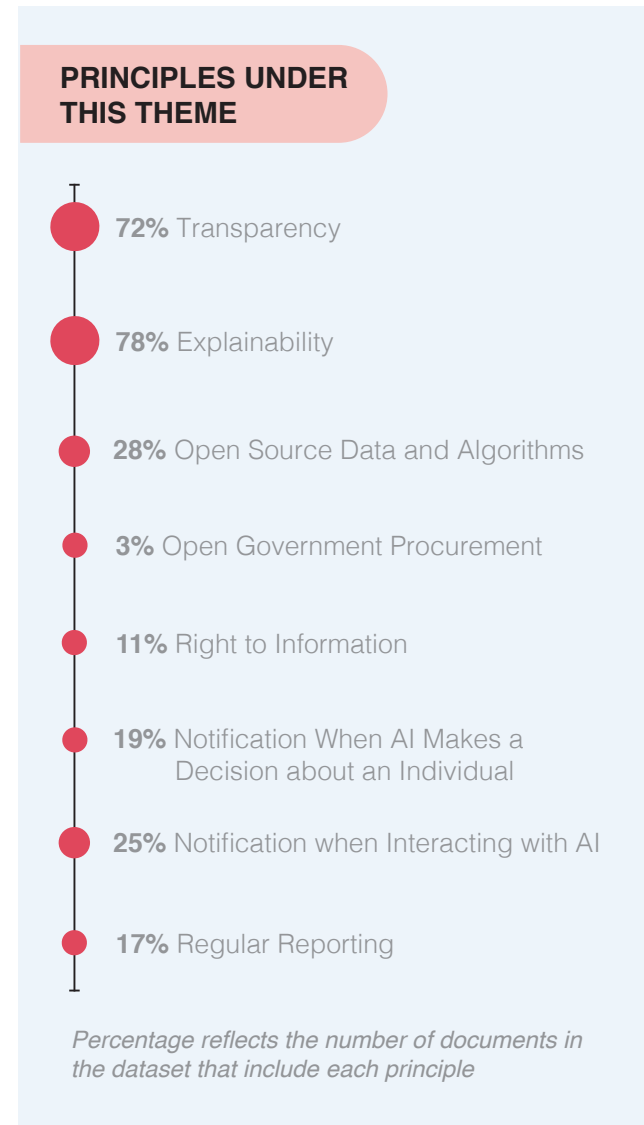 PRINCIPLES UNDER
THIS THEME
72% Transparency
78% Explainability
28% Open Source Data and Algorithms
3% Open Government Procurement
11% Right to Information
19% Notification When AI Makes a
Decision about an Individual
25% Notification when Interacting with AI
17% Regular Reporting
Percentage reflects the number of documents in
the dataset that include each principle